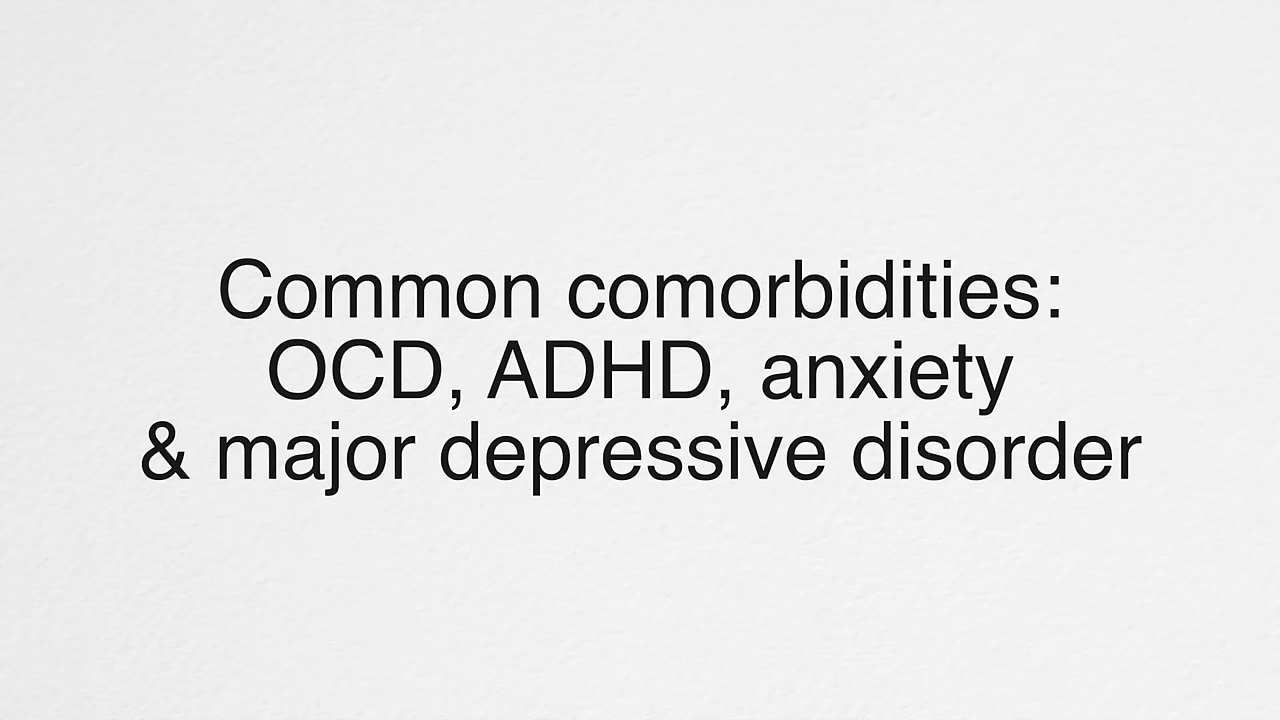 Common comorbidities:
OCD, ADHD, anxiety
& major depressive disorder